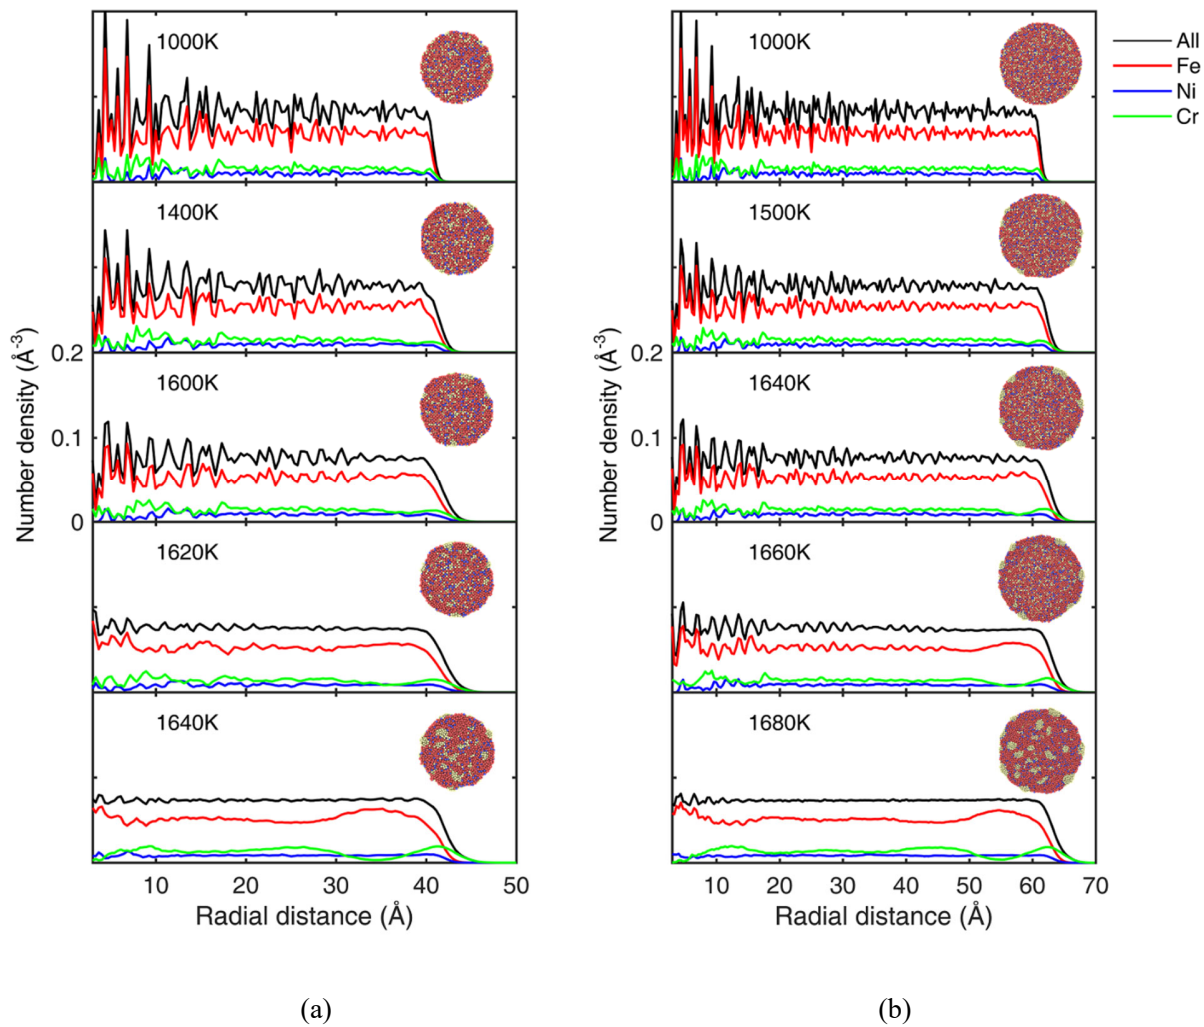 1000K
1400K
1600K
1620K
1640K
0.2
0.1
0
Number density (Å-3)
10 20 30 40 50
Radial distance (Å)
(a)
1000K
1500K
1640K
1660K
1680K
0.2
0.1
0
Number density (Å-3)
10 20 30 40 50 60 70
Radial distance (Å)
(b)
All
Fe
Ni
Cr